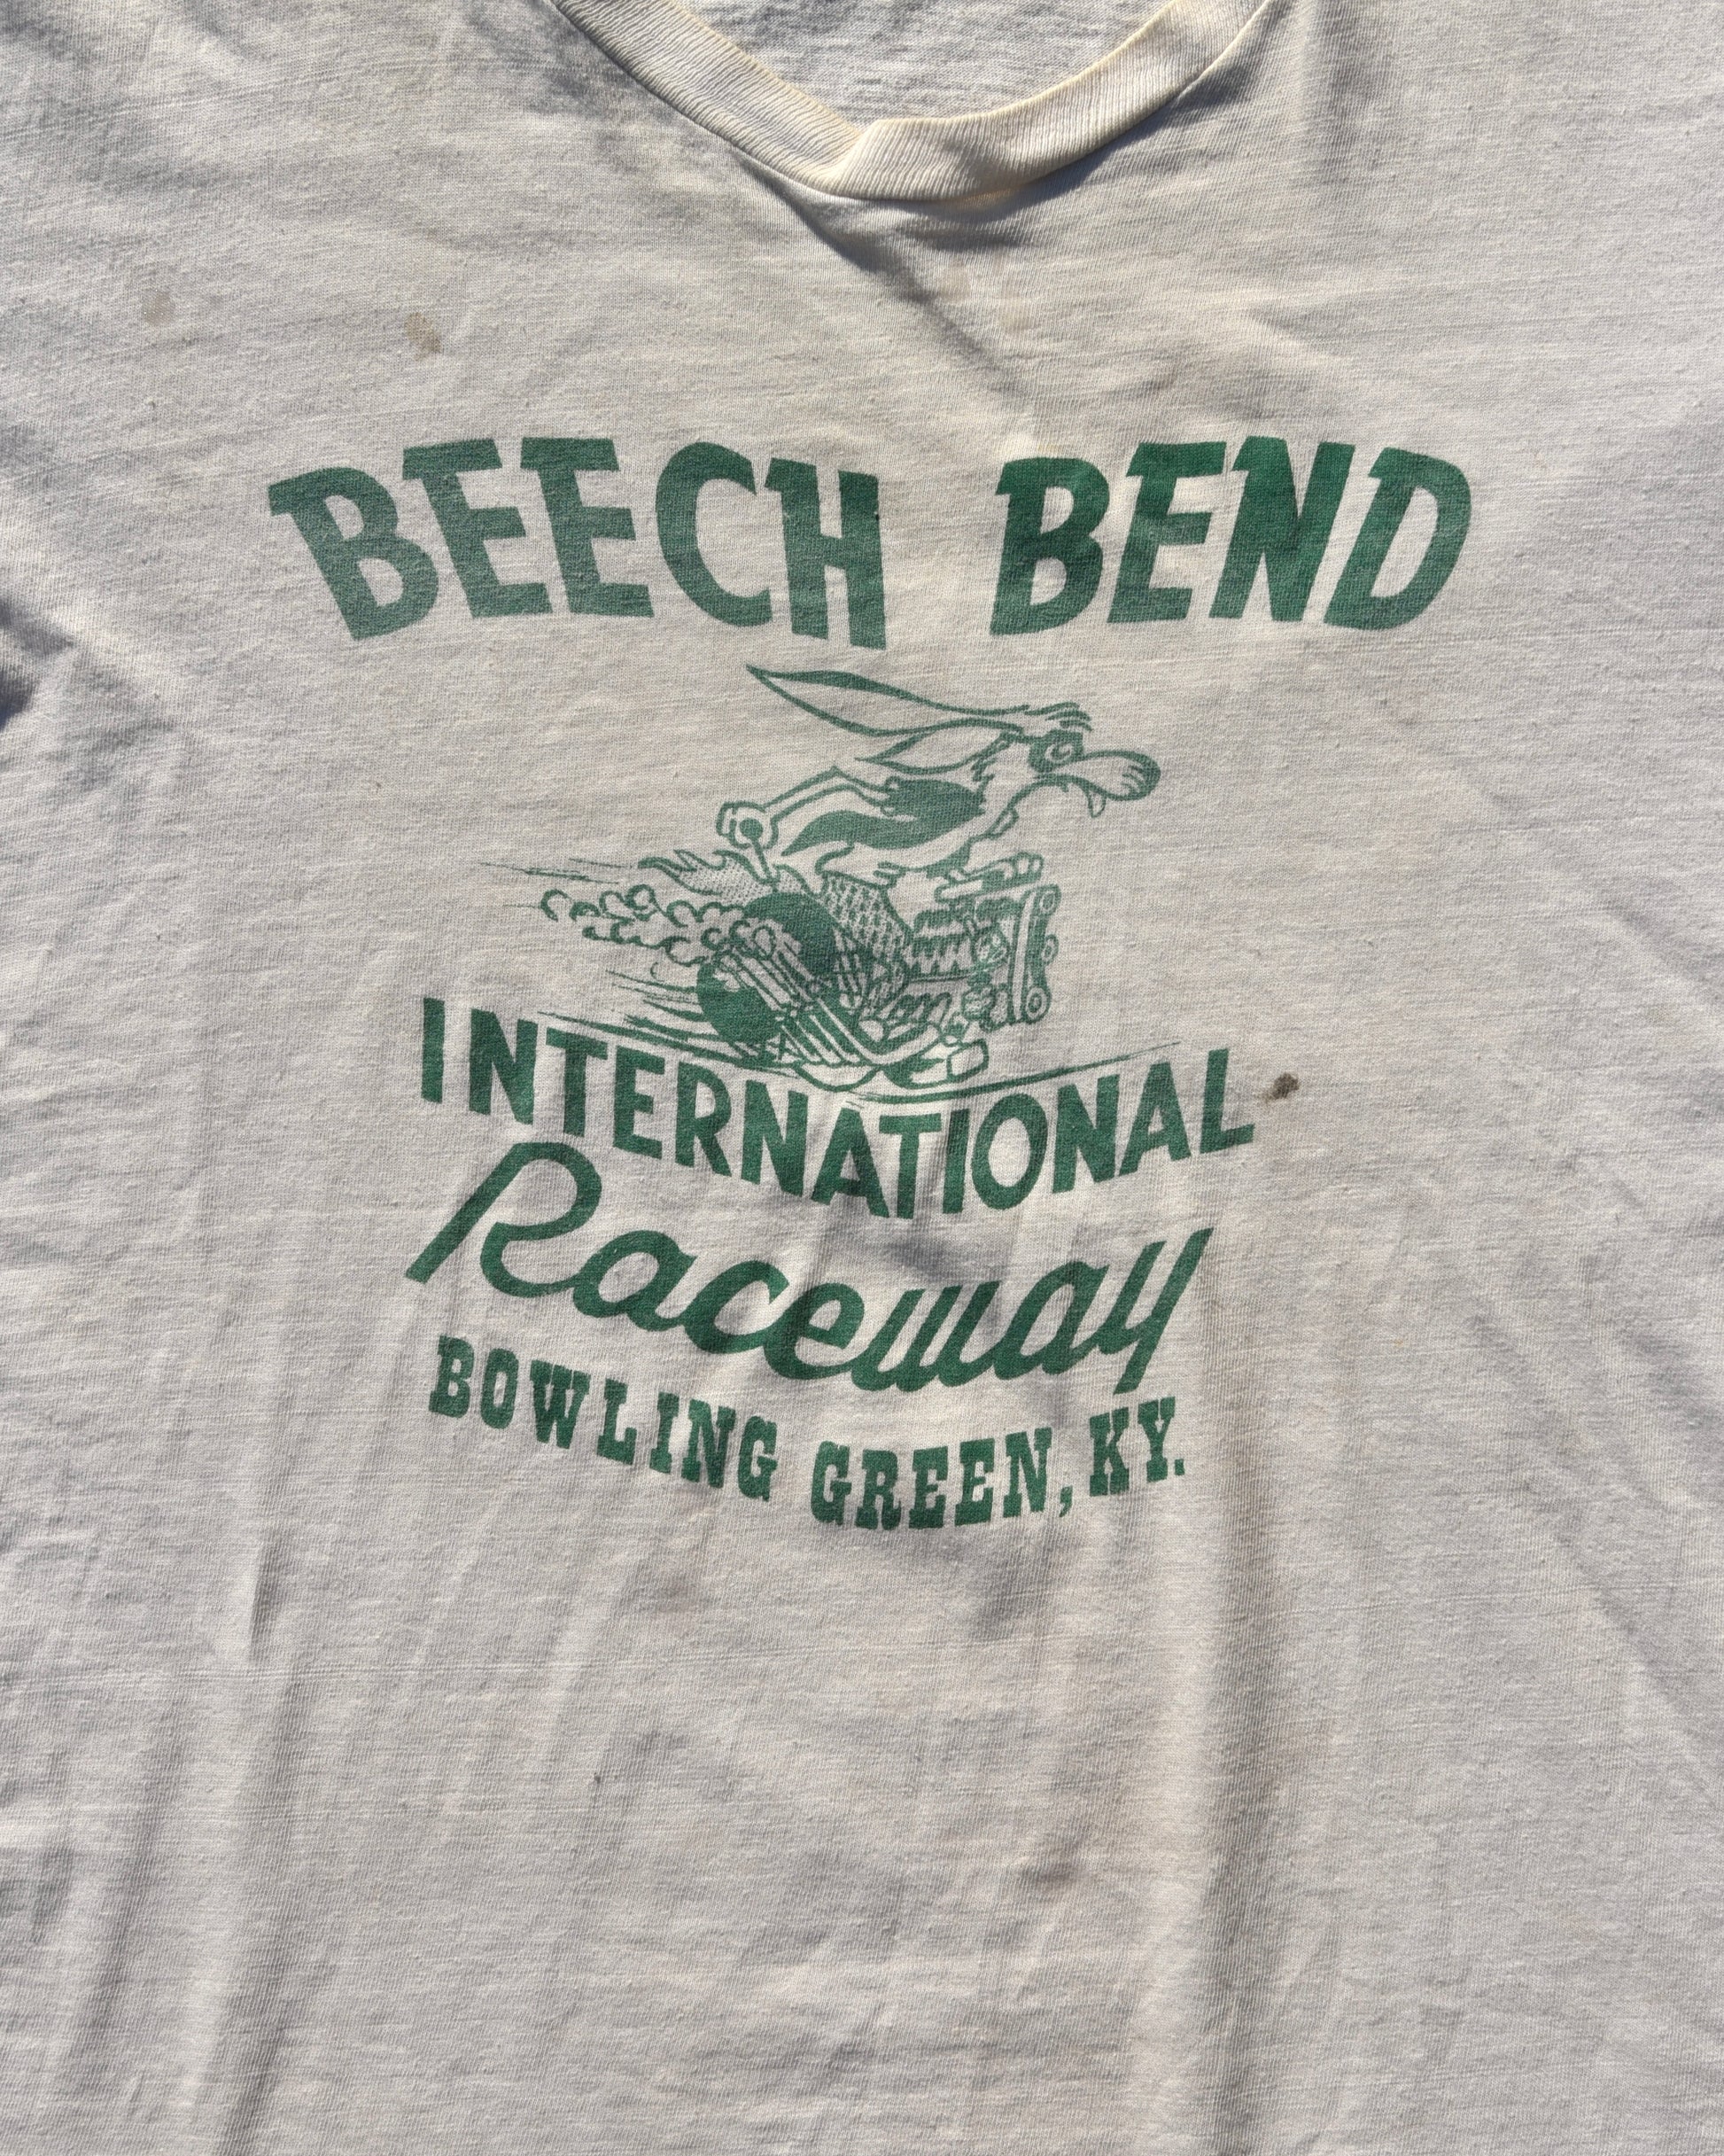 BEECH BEND
INTERNATIONAL
Raceway
BOWLING GREEN, KY.